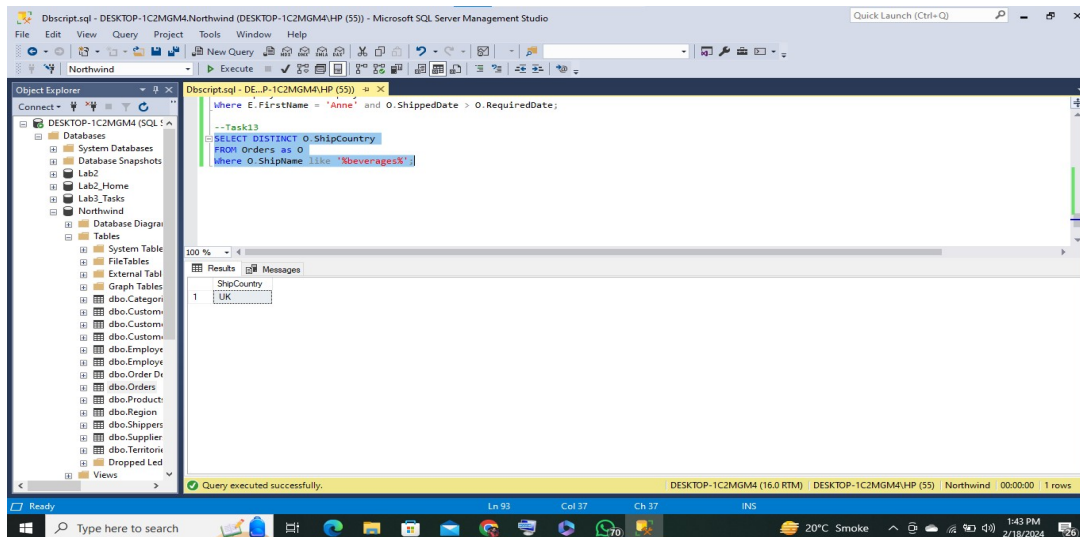 Dbscript.sql - DESKTOP-1C2MGM4.Northwind (DESKTOP-1C2MGM4\HP (55)) - Microsoft SQL Server Management Studio
Quick Launch (Ctrl+Q)
File Edit View Query Project Tools Window Help
New Query
Northwind
Execute
Object Explorer
Dbscript.sql - DE...P-1C2MGM4\HP (55))
Connect
DESKTOP-1C2MGM4 (SQL S
Databases
System Databases
Database Snapshots
Lab2
Lab2_Home
Lab3_Tasks
Northwind
Database Diagra
Tables
System Table
FileTables
External Tabl
Graph Tables
dbo.Categori
dbo.Custom
dbo.Custom
dbo.Custom
dbo.Employe
dbo.Employe
dbo.Order De
dbo.Orders
dbo.Products
dbo.Region
dbo.Shippers
dbo.Supplier
dbo.Territorie
Dropped Led
Views
Where E.FirstName = 'Anne' and O.ShippedDate > O.RequiredDate;
--Task13
SELECT DISTINCT O.ShipCountry
FROM Orders as O
Where O.ShipName like '%beverages%';
100 %
Results Messages
ShipCountry
1 UK
Query executed successfully.
DESKTOP-1C2MGM4 (16.0 RTM) DESKTOP-1C2MGM4\HP (55) Northwind 00:00:00 1 rows
Ready Ln 93 Col 37 Ch 37 INS
Type here to search
70
20°C Smoke
1:43 PM
2/18/2024
26